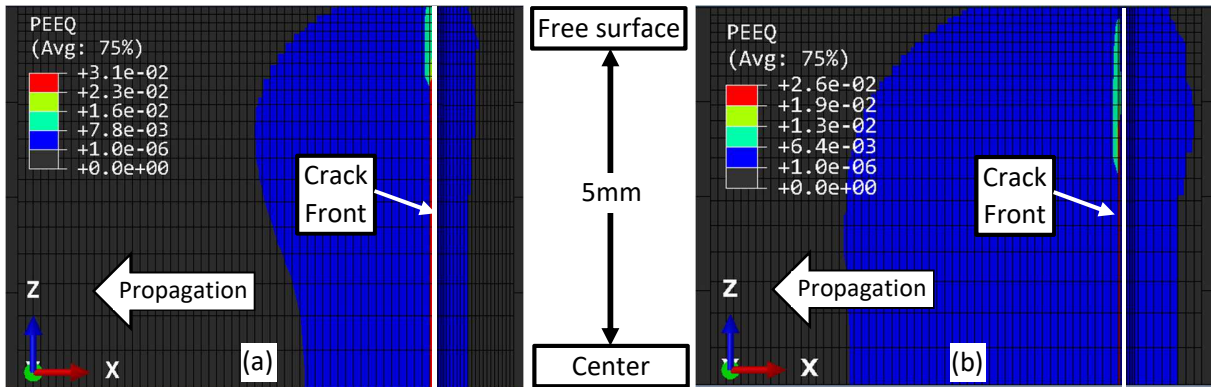 PEEQ
(Avg: 75%)
+3.1e-02
+2.3e-02
+1.6e-02
+7.8e-03
+1.0e-06
+0.0e+00
Crack
Front
Propagation
Z
X
(a)
Free surface
5mm
Center
PEEQ
(Avg: 75%)
+2.6e-02
+1.9e-02
+1.3e-02
+6.4e-03
+1.0e-06
+0.0e+00
Crack
Front
Propagation
Z
X
(b)